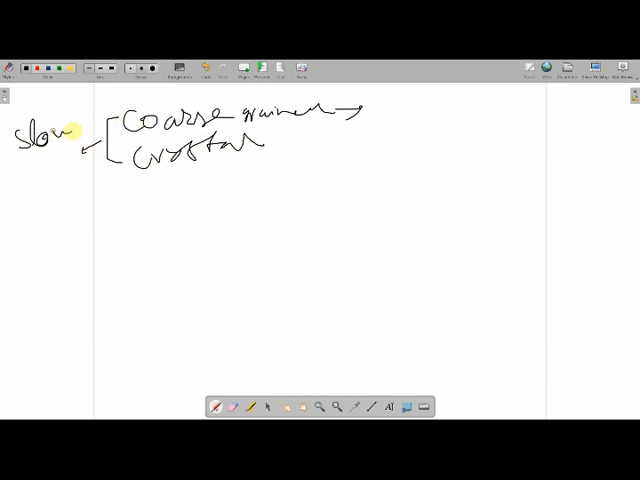 slow
Coarse grained →
Crystal